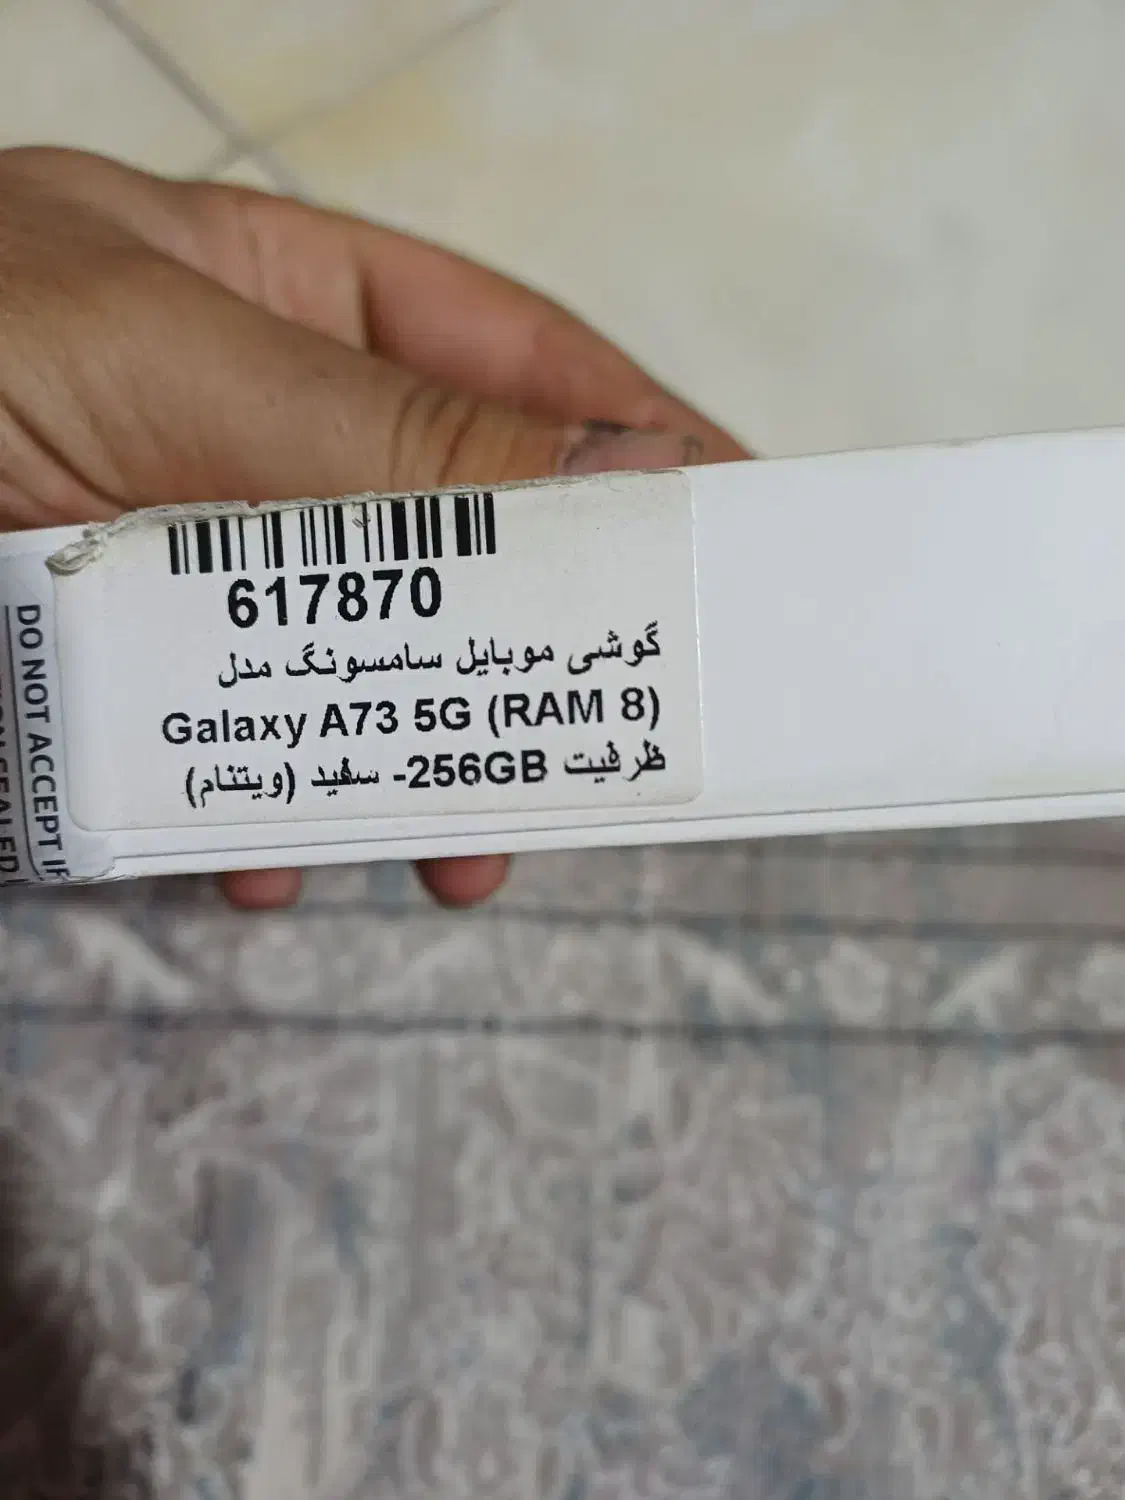 617870
گوشی موبایل سامسونگ مدل
Galaxy A73 5G (RAM 8)
ظرفیت 256GB- سفید (ویتنام)
DO NOT ACCEPT IF